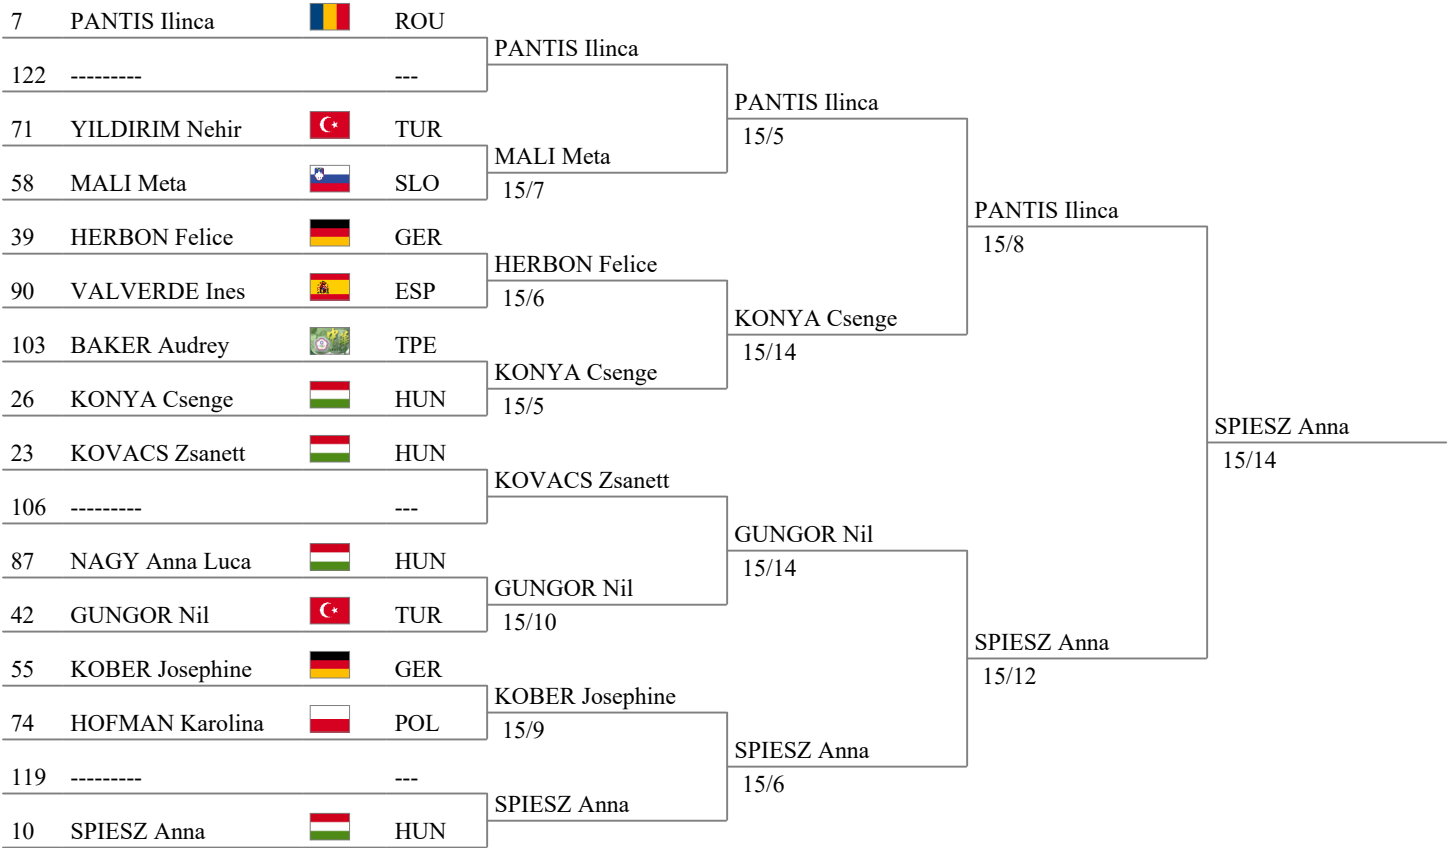 7 PANTIS Ilinca ROU
PANTIS Ilinca
122 --------- ---
PANTIS Ilinca
15/5
71 YILDIRIM Nehir TUR
MALI Meta
15/7
58 MALI Meta SLO
PANTIS Ilinca
15/8
39 HERBON Felice GER
HERBON Felice
15/6
90 VALVERDE Ines ESP
KONYA Csenge
15/14
103 BAKER Audrey TPE
KONYA Csenge
15/5
26 KONYA Csenge HUN
SPIESZ Anna
15/14
23 KOVACS Zsanett HUN
KOVACS Zsanett
106 --------- ---
GUNGOR Nil
15/14
87 NAGY Anna Luca HUN
GUNGOR Nil
15/10
42 GUNGOR Nil TUR
SPIESZ Anna
15/12
55 KOBER Josephine GER
KOBER Josephine
15/9
74 HOFMAN Karolina POL
SPIESZ Anna
15/6
119 --------- ---
SPIESZ Anna
10 SPIESZ Anna HUN